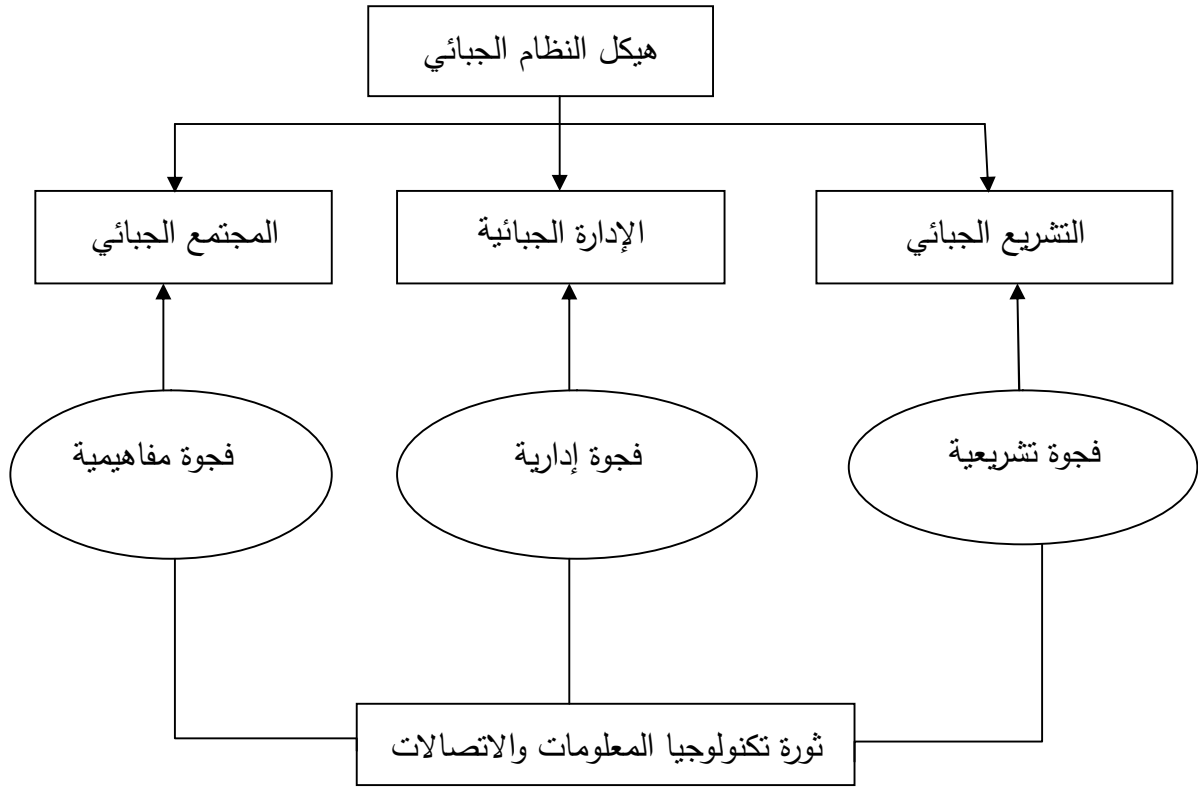 هيكل النظام الجبائي
التشريع الجبائي
الإدارة الجبائية
المجتمع الجبائي
فجوة تشريعية
فجوة إدارية
فجوة مفاهيمية
ثورة تكنولوجيا المعلومات والاتصالات